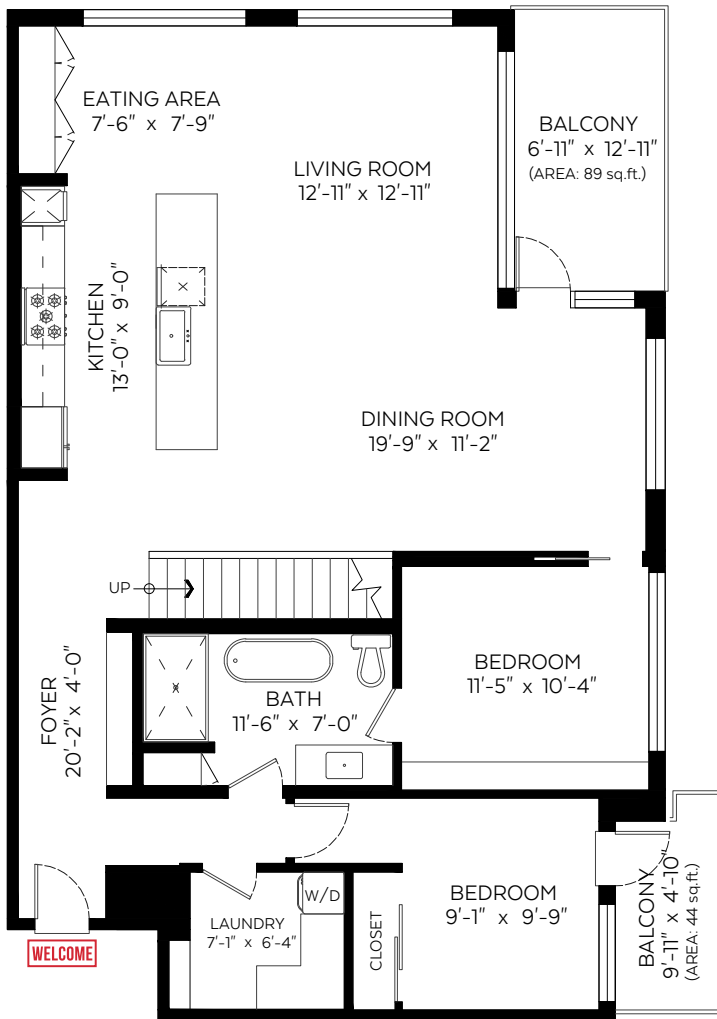 EATING AREA
7'-6" x 7'-9"
BALCONY
6'-11" x 12'-11"
(AREA: 89 sq.ft.)
LIVING ROOM
12'-11" x 12'-11"
KITCHEN
13'-0" x 9'-0"
DINING ROOM
19'-9" x 11'-2"
UP
FOYER
20'-2" x 4'-0"
BATH
11'-6" x 7'-0"
BEDROOM
11'-5" x 10'-4"
W/D
LAUNDRY
7'-1" x 6'-4"
CLOSET
BEDROOM
9'-1" x 9'-9"
BALCONY
9'-11" x 4'-10"
(AREA: 44 sq.ft.)
WELCOME